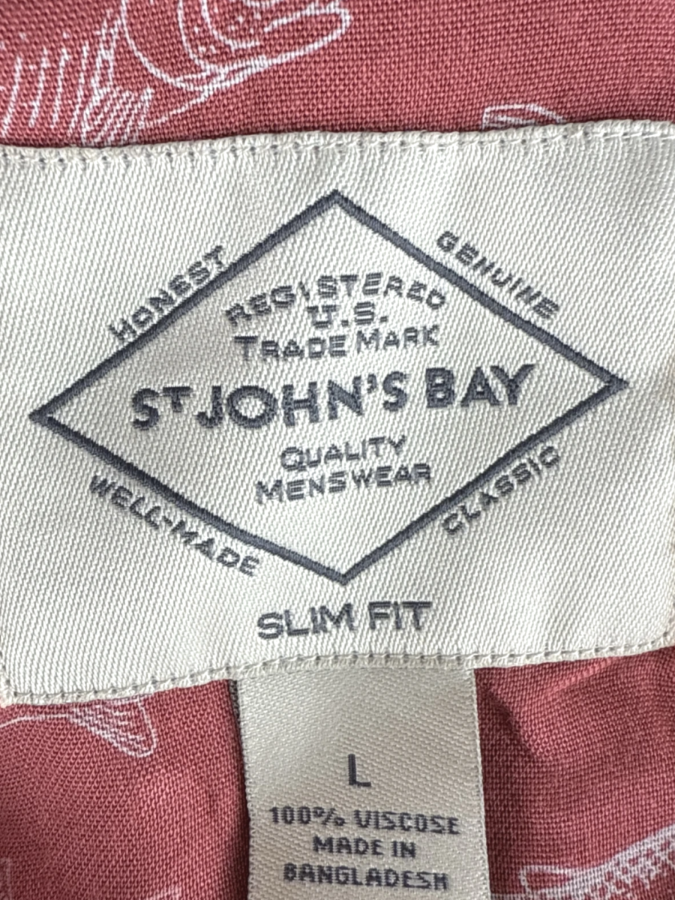 HONEST
GENUINE
REGISTERED
U.S.
TRADE MARK
ST JOHN'S BAY
QUALITY
MENSWEAR
WELL-MADE
CLASSIC
SLIM FIT
L
100% VISCOSE
MADE IN
BANGLADESH